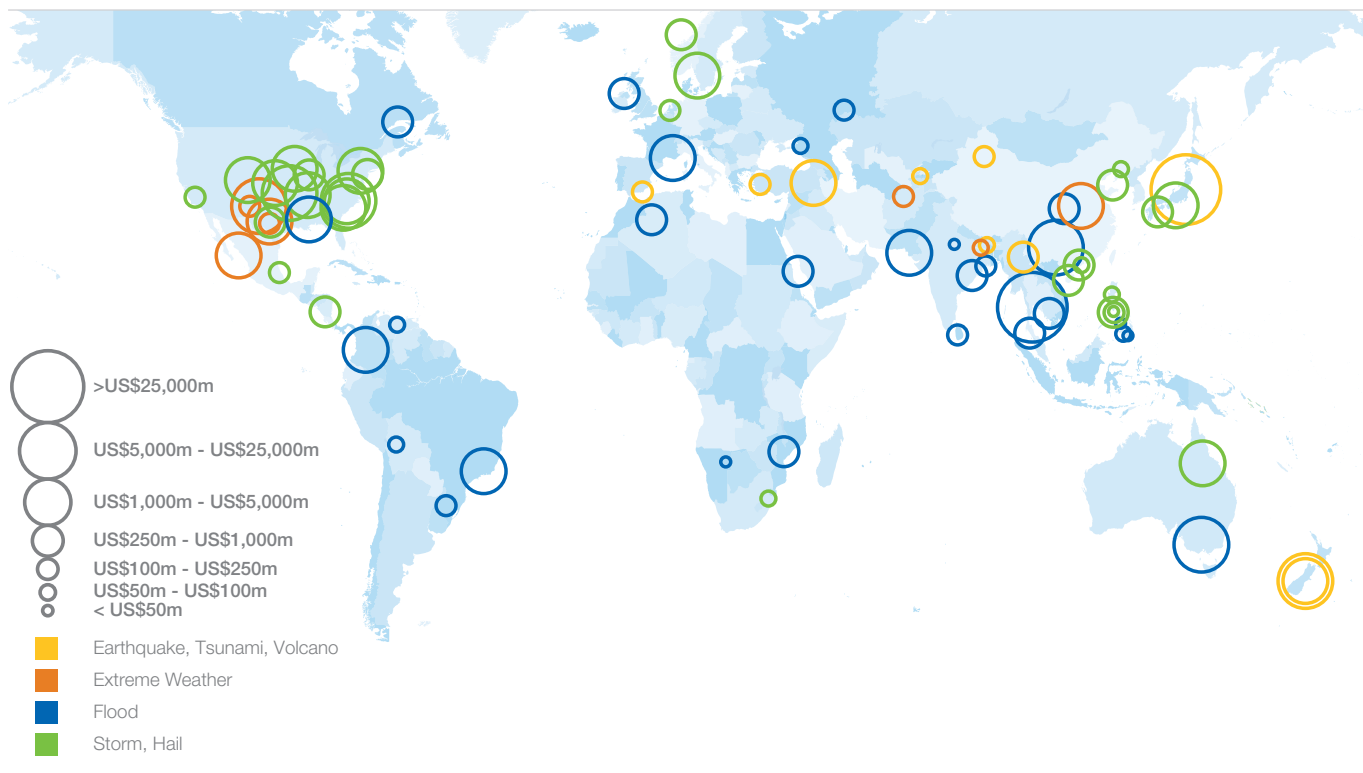 >US$25,000m
US$5,000m - US$25,000m
US$1,000m - US$5,000m
US$250m - US$1,000m
US$100m - US$250m
US$50m - US$100m
< US$50m
Earthquake, Tsunami, Volcano
Extreme Weather
Flood
Storm, Hail